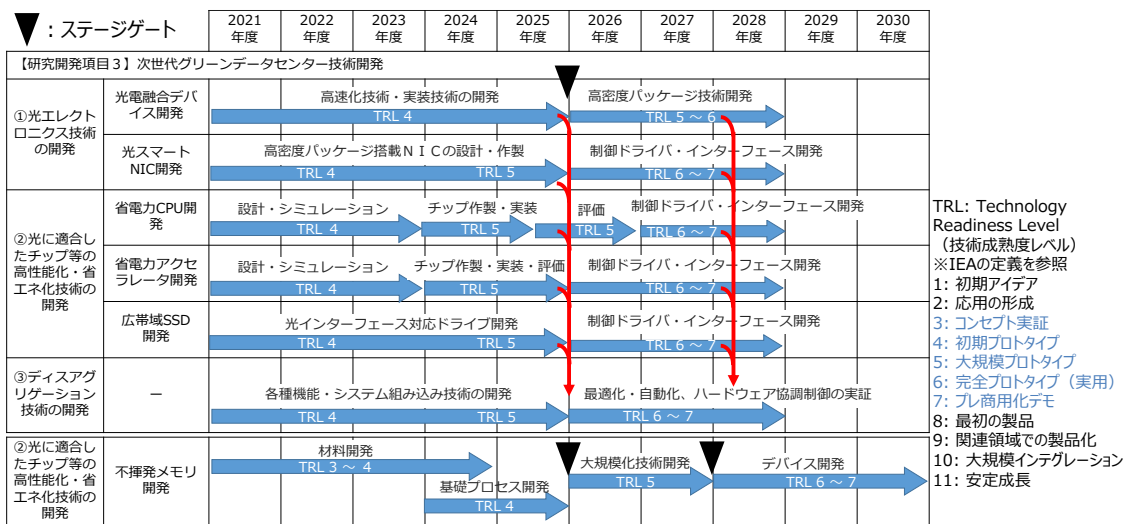 ▼：ステージゲート
2021
年度
2022
年度
2023
年度
2024
年度
2025
年度
2026
年度
2027
年度
2028
年度
2029
年度
2030
年度
【研究開発項目３】次世代グリーンデータセンター技術開発
①光エレクト
ロニクス技術
の開発
光電融合デバ
イス開発
高速化技術・実装技術の開発
TRL 4
高密度パッケージ技術開発
TRL 5 ～ 6
光スマート
NIC開発
高密度パッケージ搭載ＮＩＣの設計・作製
TRL 4
TRL 5
制御ドライバ・インターフェース開発
TRL 6 ～ 7
②光に適合し
たチップ等の
高性能化・省
エネ化技術の
開発
省電力CPU開
発
設計・シミュレーション
TRL 4
チップ作製・実装
TRL 5
評価
TRL 5
制御ドライバ・インターフェース開発
TRL 6 ～ 7
省電力アクセ
ラレータ開発
設計・シミュレーション
TRL 4
チップ作製・実装・評価
TRL 5
制御ドライバ・インターフェース開発
TRL 6 ～ 7
広帯域SSD
開発
光インターフェース対応ドライブ開発
TRL 4
TRL 5
制御ドライバ・インターフェース開発
TRL 6 ～ 7
③ディスアグ
リゲーション
技術の開発
－
各種機能・システム組み込み技術の開発
TRL 4
TRL 5
最適化・自動化、ハードウェア協調制御の実証
TRL 6 ～ 7
②光に適合し
たチップ等の
高性能化・省
エネ化技術の
開発
不揮発メモリ
開発
材料開発
TRL 3 ～ 4
基礎プロセス開発
TRL 4
大規模化技術開発
TRL 5
デバイス開発
TRL 6 ～ 7
TRL: Technology
Readiness Level
（技術成熟度レベル）
※IEAの定義を参照
1: 初期アイデア
2: 応用の形成
3: コンセプト実証
4: 初期プロトタイプ
5: 大規模プロトタイプ
6: 完全プロトタイプ（実用）
7: プレ商用化デモ
8: 最初の製品
9: 関連領域での製品化
10: 大規模インテグレーション
11: 安定成長